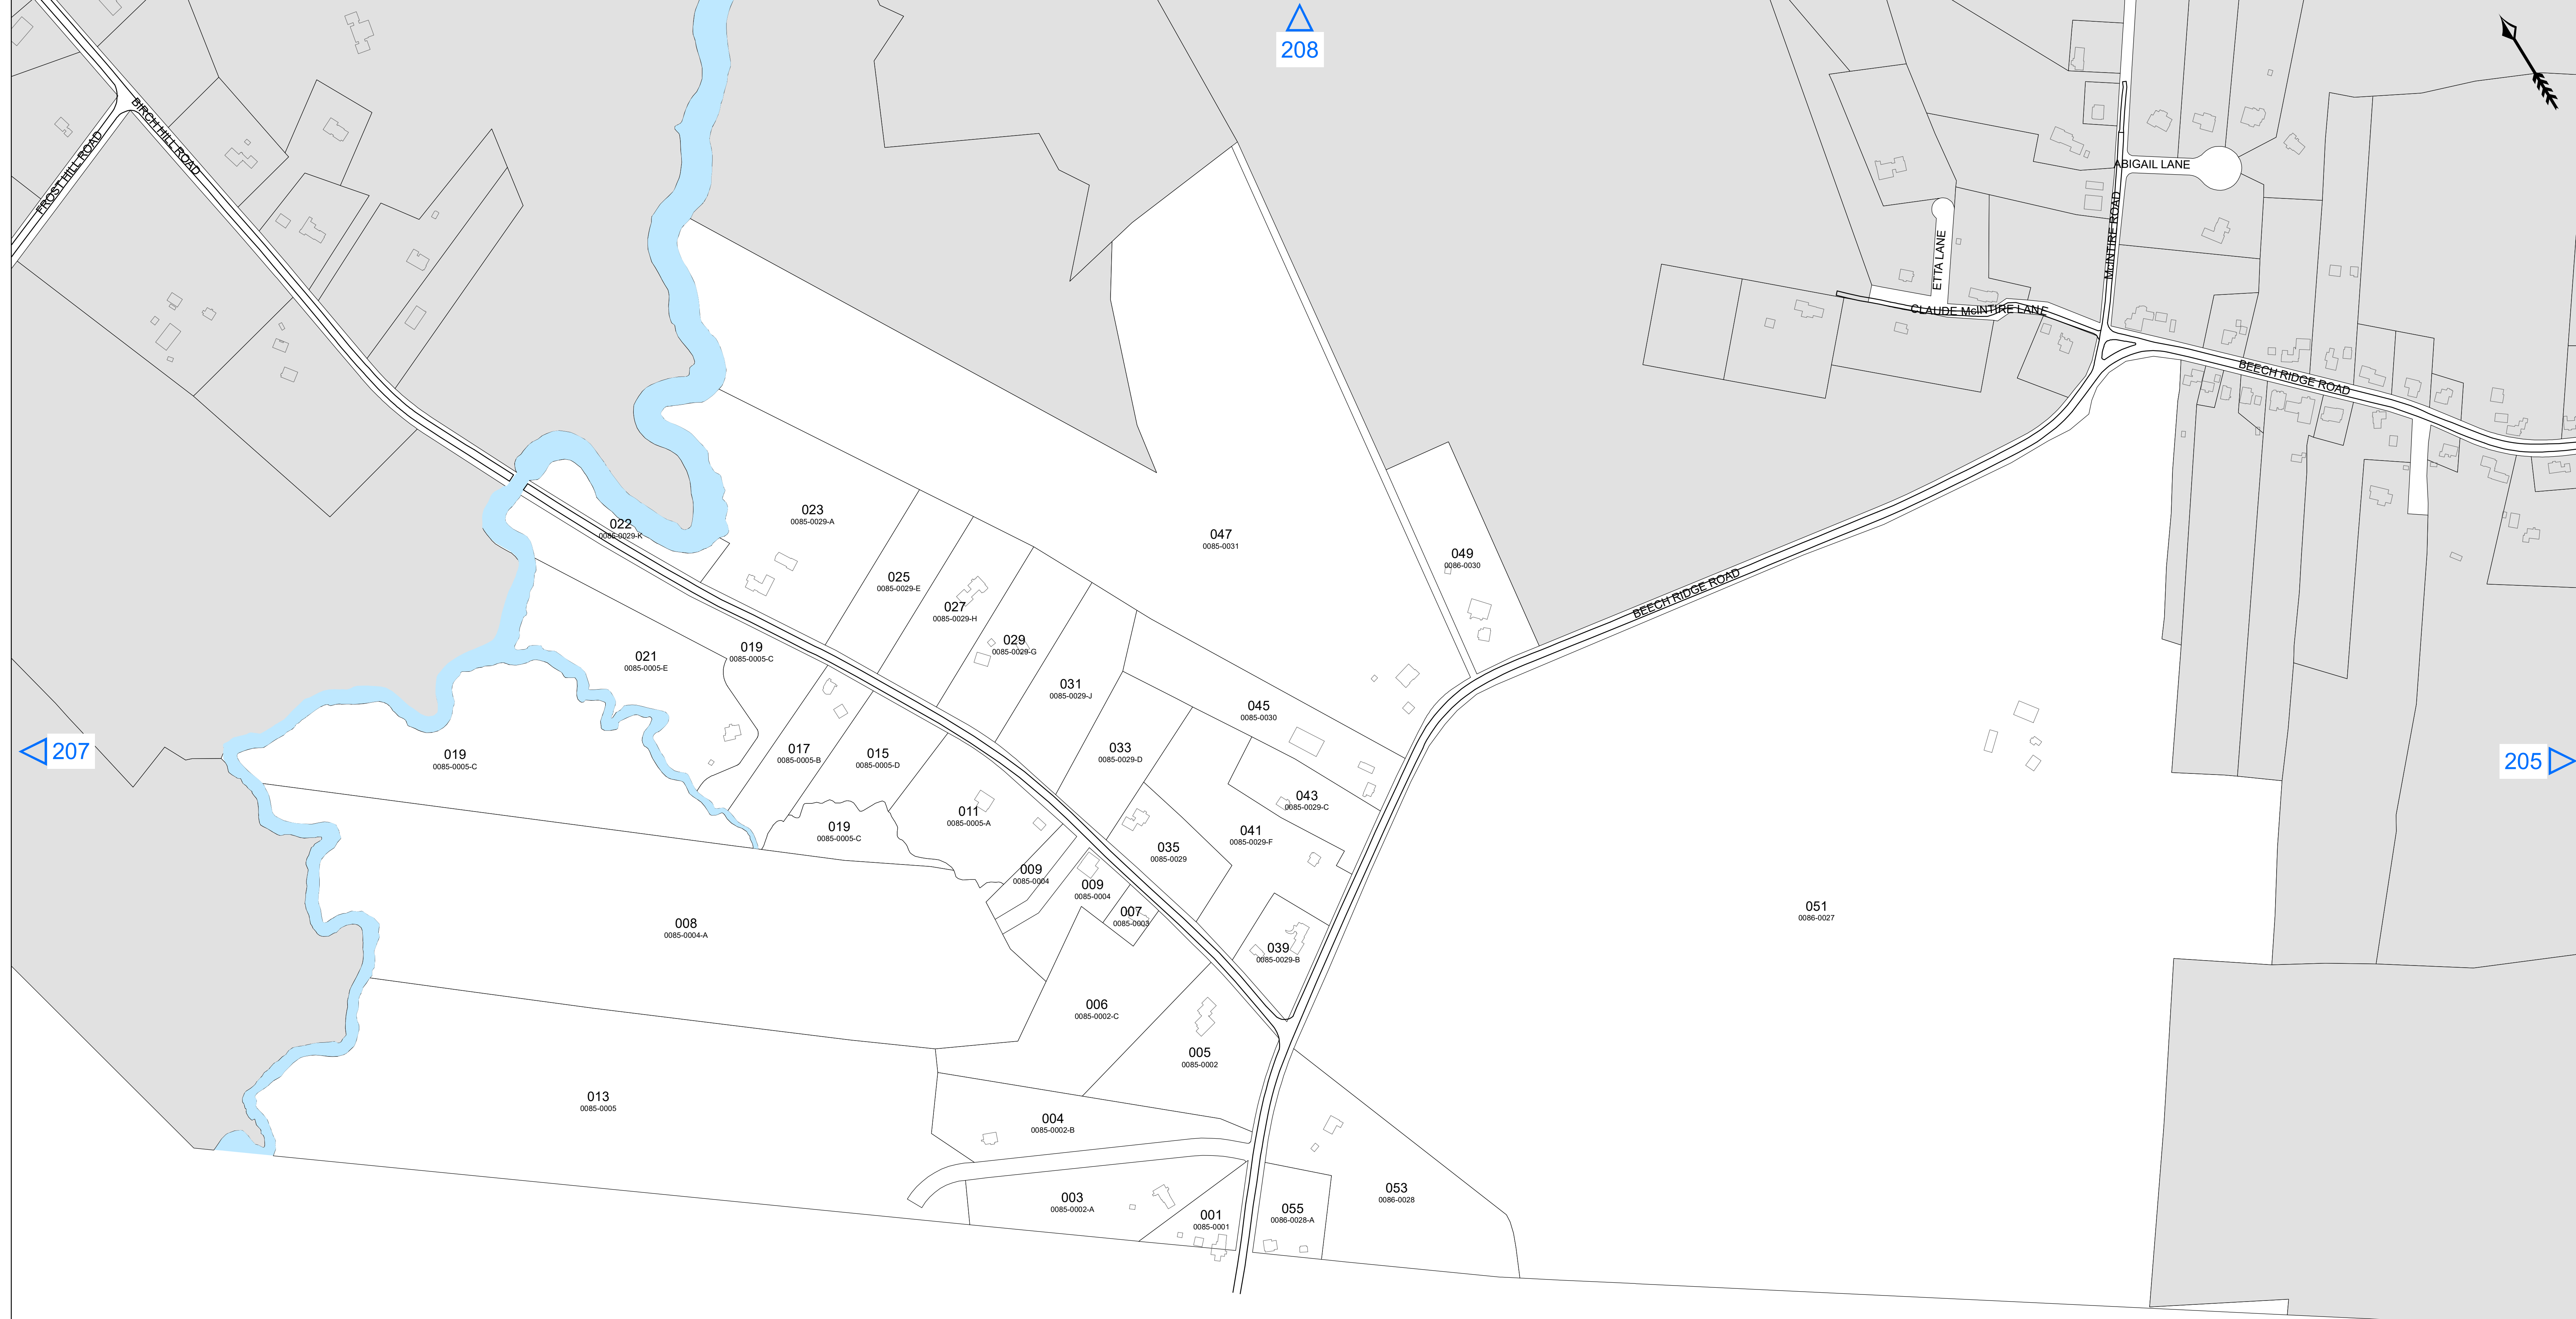 208
BIRCH HILL ROAD
FROST HILL ROAD
ABIGAIL LANE
McINTIRE ROAD
ETTA LANE
CLAUDE McINTIRE LANE
BEECH RIDGE ROAD
023
0085-0029-A
022
0085-0029-K
047
0085-0031
049
0086-0030
025
0085-0029-E
BEECH RIDGE ROAD
027
0085-0029-H
029
0085-0029-G
019
0085-0005-C
021
0085-0005-E
031
0085-0029-J
045
0085-0030
207
019
0085-0005-C
017
0085-0005-B
015
0085-0005-D
033
0085-0029-D
205
043
0085-0029-C
011
0085-0005-A
019
0085-0005-C
041
0085-0029-F
035
0085-0029
009
0085-0004
009
0085-0004
007
0085-0003
051
0086-0027
008
0085-0004-A
039
0085-0029-B
006
0085-0002-C
005
0085-0002
013
0085-0005
004
0085-0002-B
003
0085-0002-A
053
0086-0028
001
0085-0001
055
0086-0028-A